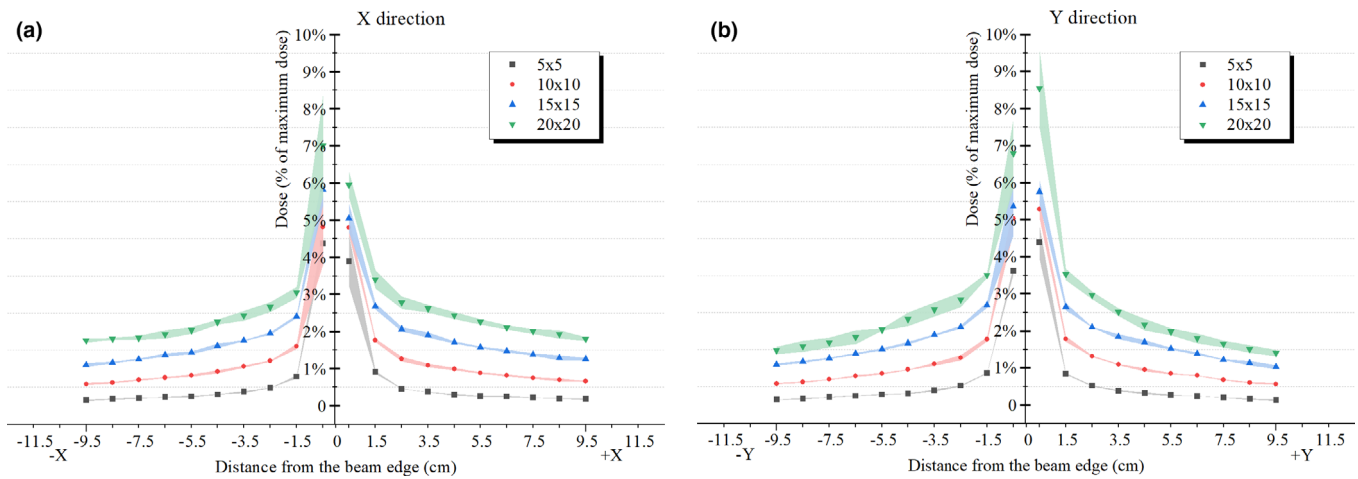 (a)
X direction
Dose (% of maximum dose)
10%
9%
8%
7%
6%
5%
4%
3%
2%
1%
0
5x5
10x10
15x15
20x20
-11.5 -9.5 -7.5 -5.5 -3.5 -1.5 0 1.5 3.5 5.5 7.5 9.5 11.5
-X +X
Distance from the beam edge (cm)
(b)
Y direction
Dose (% of maximum dose)
10%
9%
8%
7%
6%
5%
4%
3%
2%
1%
0
5x5
10x10
15x15
20x20
-11.5 -9.5 -7.5 -5.5 -3.5 -1.5 0 1.5 3.5 5.5 7.5 9.5 11.5
-Y +Y
Distance from the beam edge (cm)